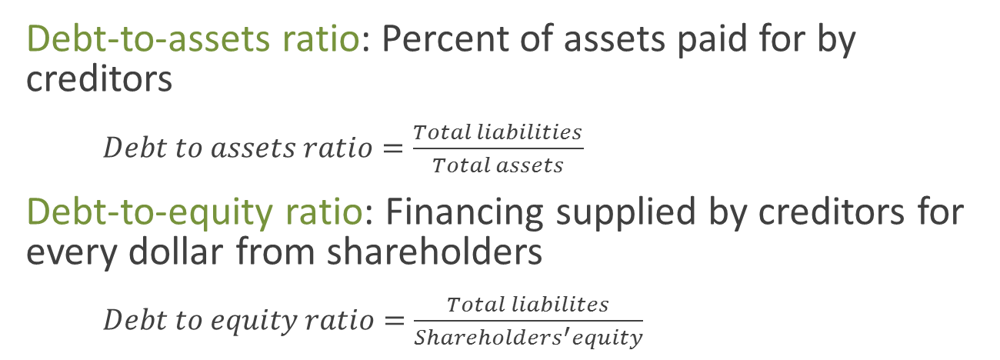 Debt-to-assets ratio: Percent of assets paid for by
creditors
Debt to assets ratio = Total liabilities / Total assets
Debt-to-equity ratio: Financing supplied by creditors for
every dollar from shareholders
Debt to equity ratio = Total liabilites / Shareholders' equity